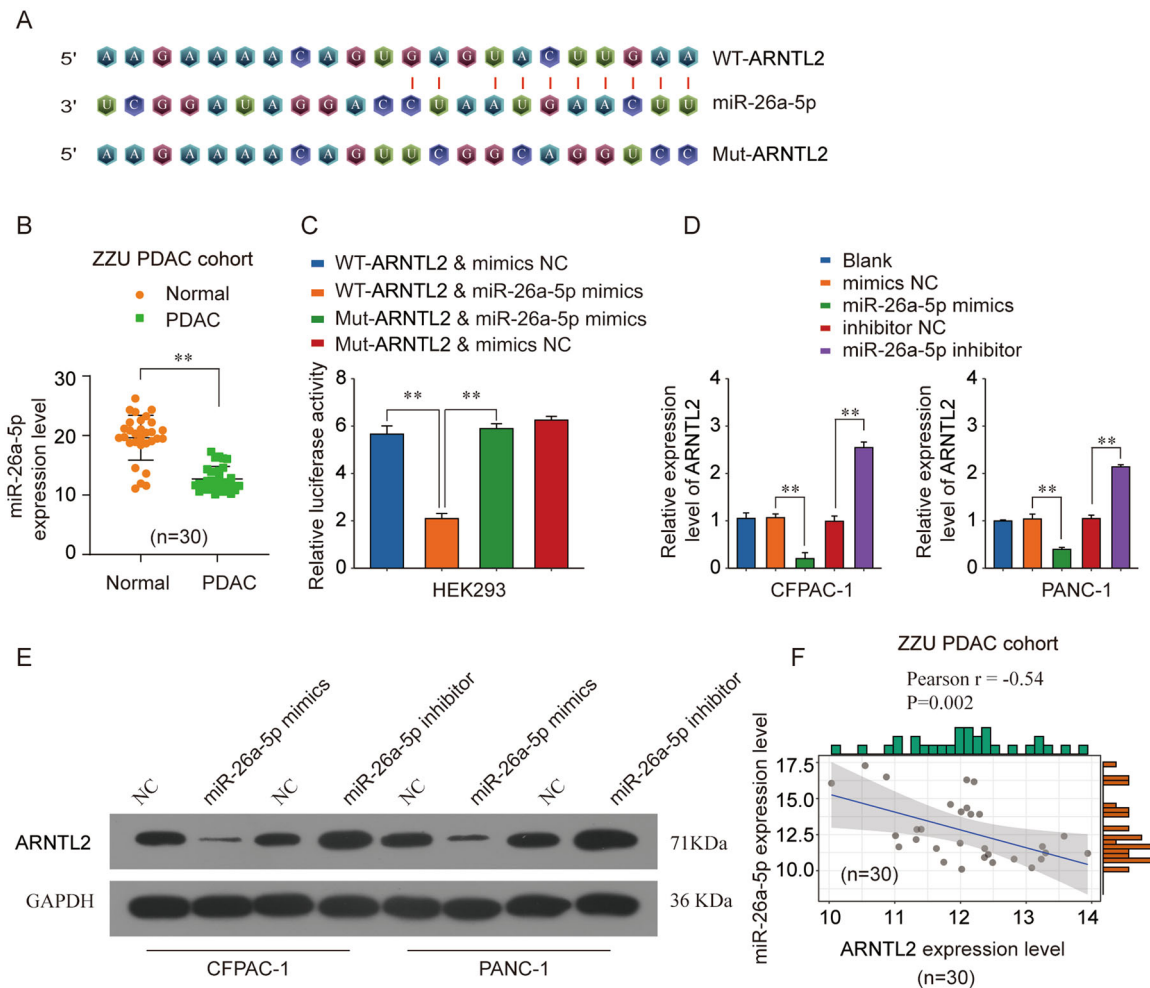 A
5' A A G A A A A C A G U G A G U A C U U G A A WT-ARNTL2
3' U C G G A U A G G A C C U A A U G A A C U U miR-26a-5p
5' A A G A A A A C A G U U C G G C A G G U C C Mut-ARNTL2
B
ZZU PDAC cohort
Normal
PDAC
**
miR-26a-5p
expression level
30
20
10
0
(n=30)
Normal PDAC
C
WT-ARNTL2 & mimics NC
WT-ARNTL2 & miR-26a-5p mimics
Mut-ARNTL2 & miR-26a-5p mimics
Mut-ARNTL2 & mimics NC
Relative luciferase activity
8
6
4
2
0
** **
HEK293
D
Blank
mimics NC
miR-26a-5p mimics
inhibitor NC
miR-26a-5p inhibitor
Relative expression
level of ARNTL2
4
3
2
1
0
**
**
CFPAC-1
Relative expression
level of ARNTL2
4
3
2
1
0
**
**
PANC-1
E
NC
miR-26a-5p mimics
NC
miR-26a-5p inhibitor
NC
miR-26a-5p mimics
NC
miR-26a-5p inhibitor
ARNTL2 71KDa
GAPDH 36 KDa
CFPAC-1 PANC-1
F
ZZU PDAC cohort
Pearson r = -0.54
P=0.002
miR-26a-5p expression level
17.5
15.0
12.5
10.0
(n=30)
10 11 12 13 14
ARNTL2 expression level
(n=30)